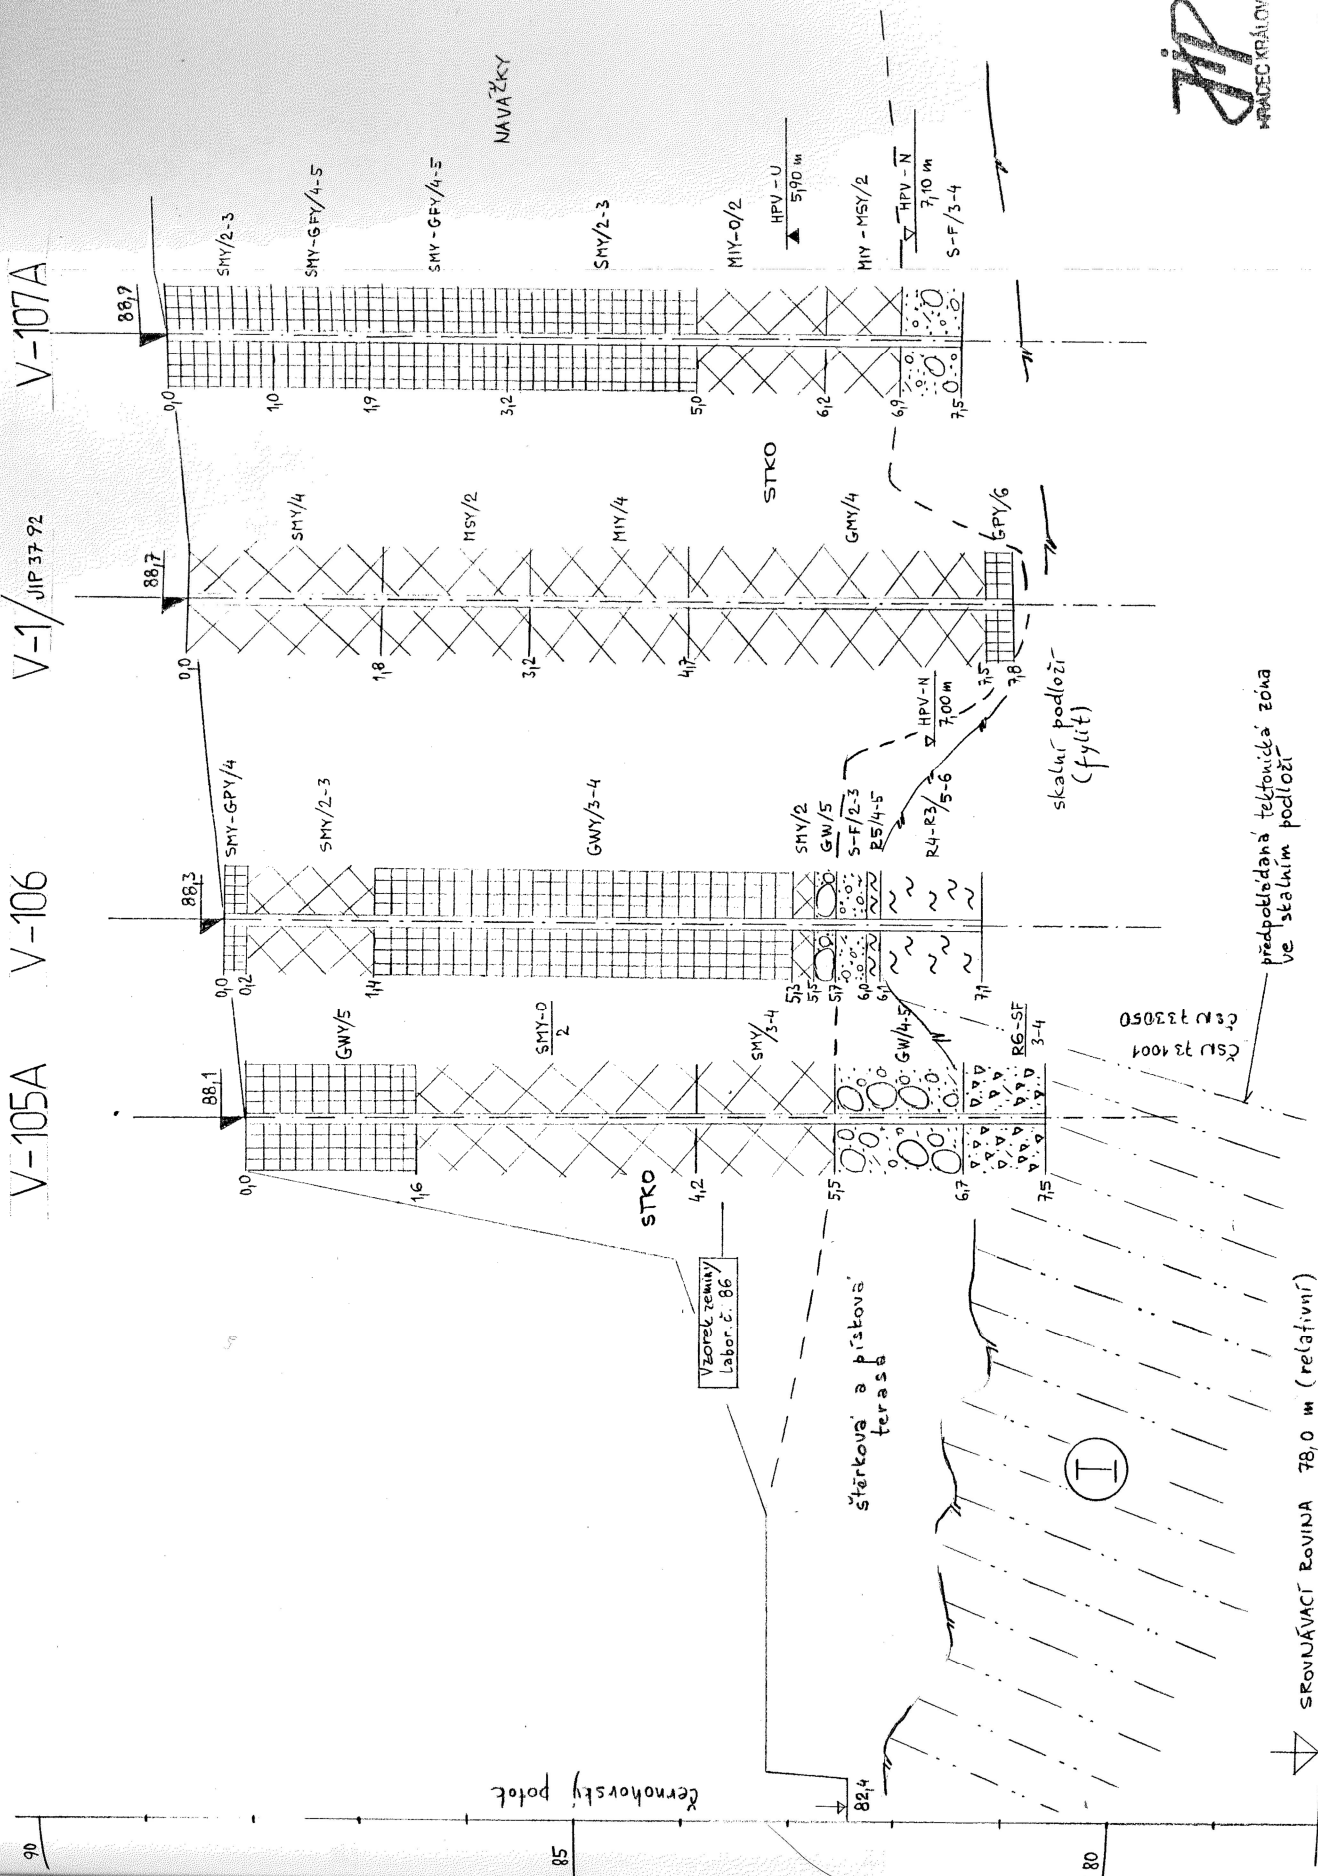 V-105A
88,1
0,0
1,6
4,2
5,5
6,7
7,5
GWY/5
SMY-O
2
SMY/3-4
GW/4-5
R6-SF
3-4
STKO
V-106
88,3
0,0
0,2
1,4
5,3
5,5
5,7
6,0
6,1
7,1
SMY-GPY/4
SMY/2-3
GWY/3-4
SMY/2
GW/5
S-F/2-3
R5/4-5
R4-R3/5-6
V-1/JIP 37 92
88,7
0,0
1,8
3,2
4,7
7,5
7,8
SMY/4
MSY/2
MIY/4
GMY/4
GPY/6
HPV-N
7,00 m
STKO
V-107A
88,9
0,0
1,0
1,9
3,2
5,0
6,2
6,9
7,5
SMY/2-3
SMY-GFY/4-5
SMY-GFY/4-5
SMY/2-3
MIY-O/2
MIY-MSY/2
S-F/3-4
HPV-U
5,90 m
HPV-N
7,10 m
NAVÁŽKY
Vzorek zeminy
Labor. č. 86
štěrková a písková
terasa
skalní podloží
(fylit)
předpokládaná tektonická zóna
ve skalním podloží
ČSN 731001
ČSN 733050
I
Černohorský potok
82,4
90
85
80
SROVNÁVACÍ ROVINA 78,0 m (relativní)
JIP
HRADEC KRÁLOV